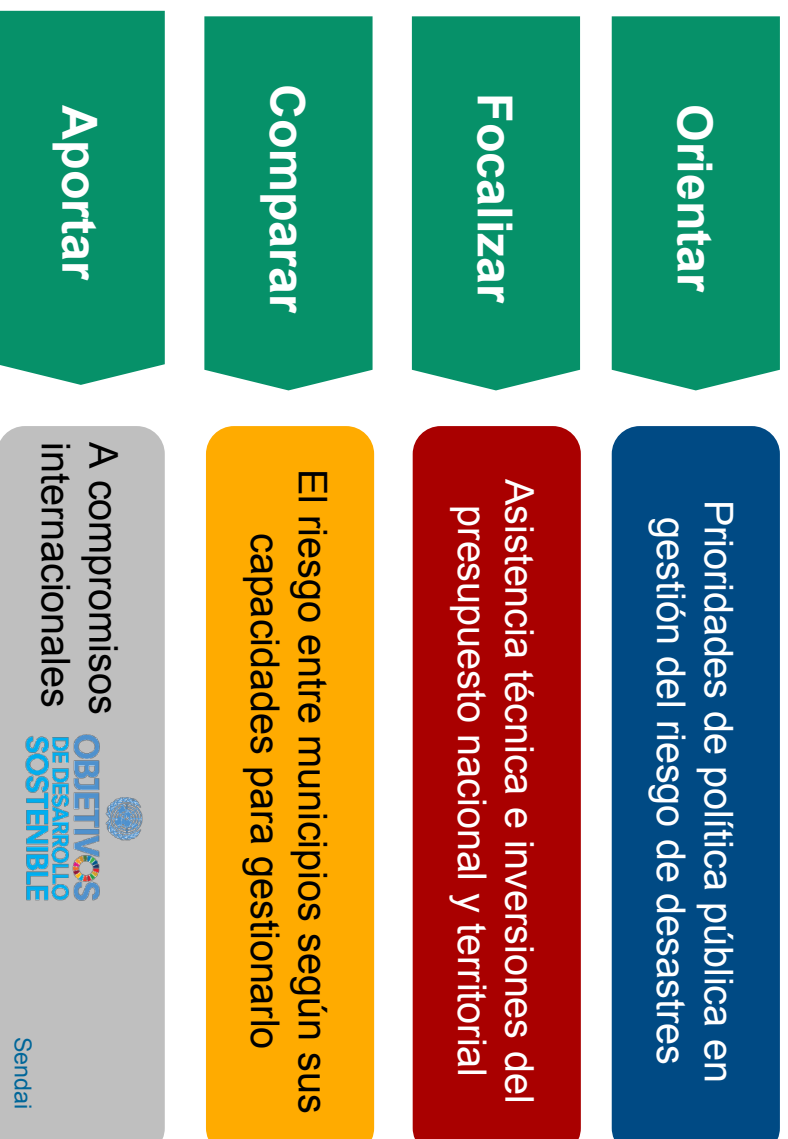 Orientar
Prioridades de política pública en
gestión del riesgo de desastres
Focalizar
Asistencia técnica e inversiones del
presupuesto nacional y territorial
Comparar
El riesgo entre municipios según sus
capacidades para gestionarlo
Aportar
A compromisos
internacionales
OBJETIVOS
DE DESARROLLO
SOSTENIBLE
Sendai